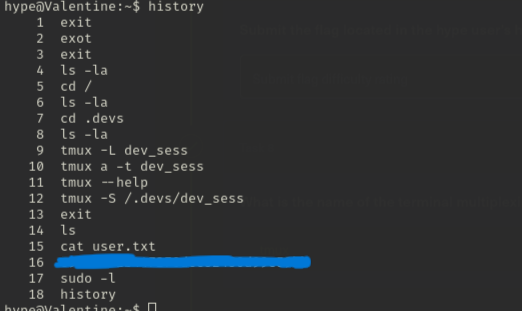 hype@Valentine:~$ history
1 exit
2 exot
3 exit
4 ls -la
5 cd /
6 ls -la
7 cd .devs
8 ls -la
9 tmux -L dev_sess
10 tmux a -t dev_sess
11 tmux --help
12 tmux -S /.devs/dev_sess
13 exit
14 ls
15 cat user.txt
16
17 sudo -l
18 history
hype@Valentine:~$